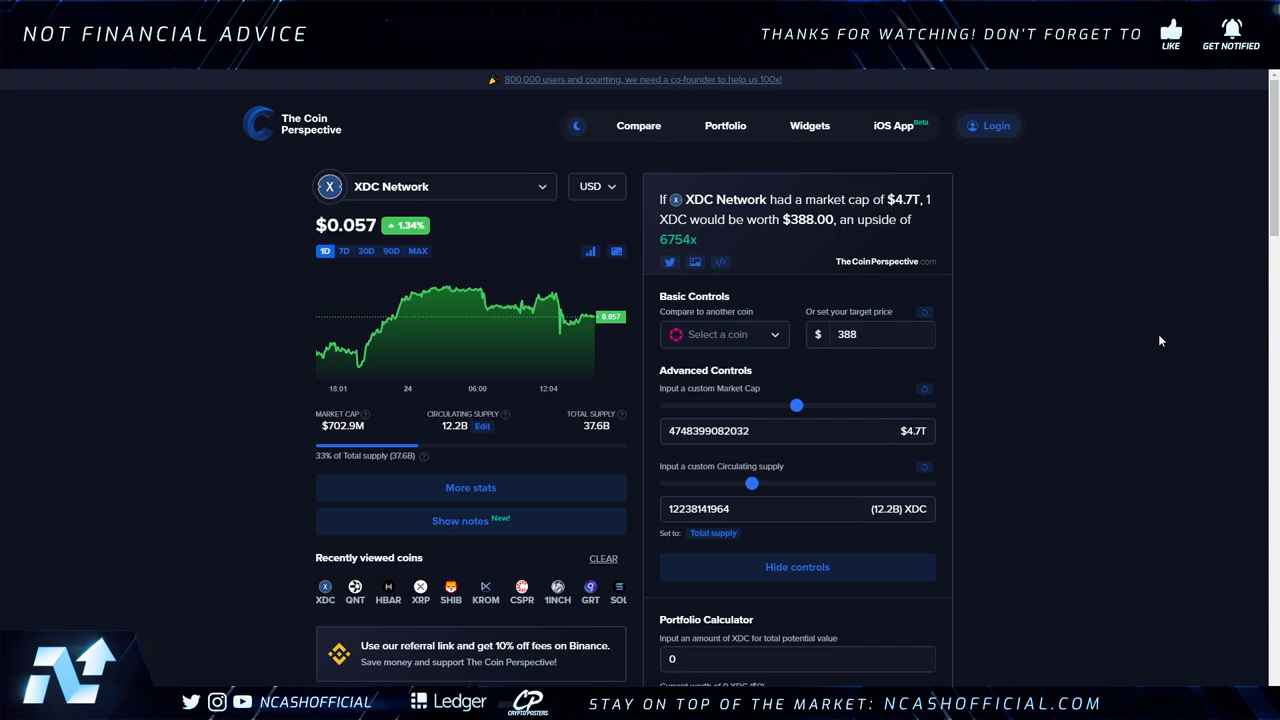 NOT FINANCIAL ADVICE
THANKS FOR WATCHING! DON'T FORGET TO
LIKE
GET NOTIFIED
800,000 users and counting, we need a co-founder to help us 100x!
The Coin
Perspective
Compare
Portfolio
Widgets
iOS App Beta
Login
XDC Network
USD
$0.057
1.34%
1D 7D 30D 90D MAX
0.057
18:01 24 06:00 12:04
MARKET CAP ? CIRCULATING SUPPLY ? TOTAL SUPPLY ?
$702.9M 12.2B Edit 37.6B
33% of Total supply (37.6B) ?
More stats
Show notes New!
Recently viewed coins CLEAR
XDC QNT HBAR XRP SHIB KROM CSPR 1INCH GRT SOL
Use our referral link and get 10% off fees on Binance.
Save money and support The Coin Perspective!
If XDC Network had a market cap of $4.7T, 1
XDC would be worth $388.00, an upside of
6754x
TheCoinPerspective.com
Basic Controls
Compare to another coin Or set your target price
Select a coin $ 388
Advanced Controls
Input a custom Market Cap
4748399082032 $4.7T
Input a custom Circulating supply
12238141964 (12.2B) XDC
Set to: Total supply
Hide controls
Portfolio Calculator
Input an amount of XDC for total potential value
0
Current worth of 0 XDC ($0)
NCASHOFFICIAL
Ledger
CRYPTOPOSTERS
STAY ON TOP OF THE MARKET: NCASHOFFICIAL.COM